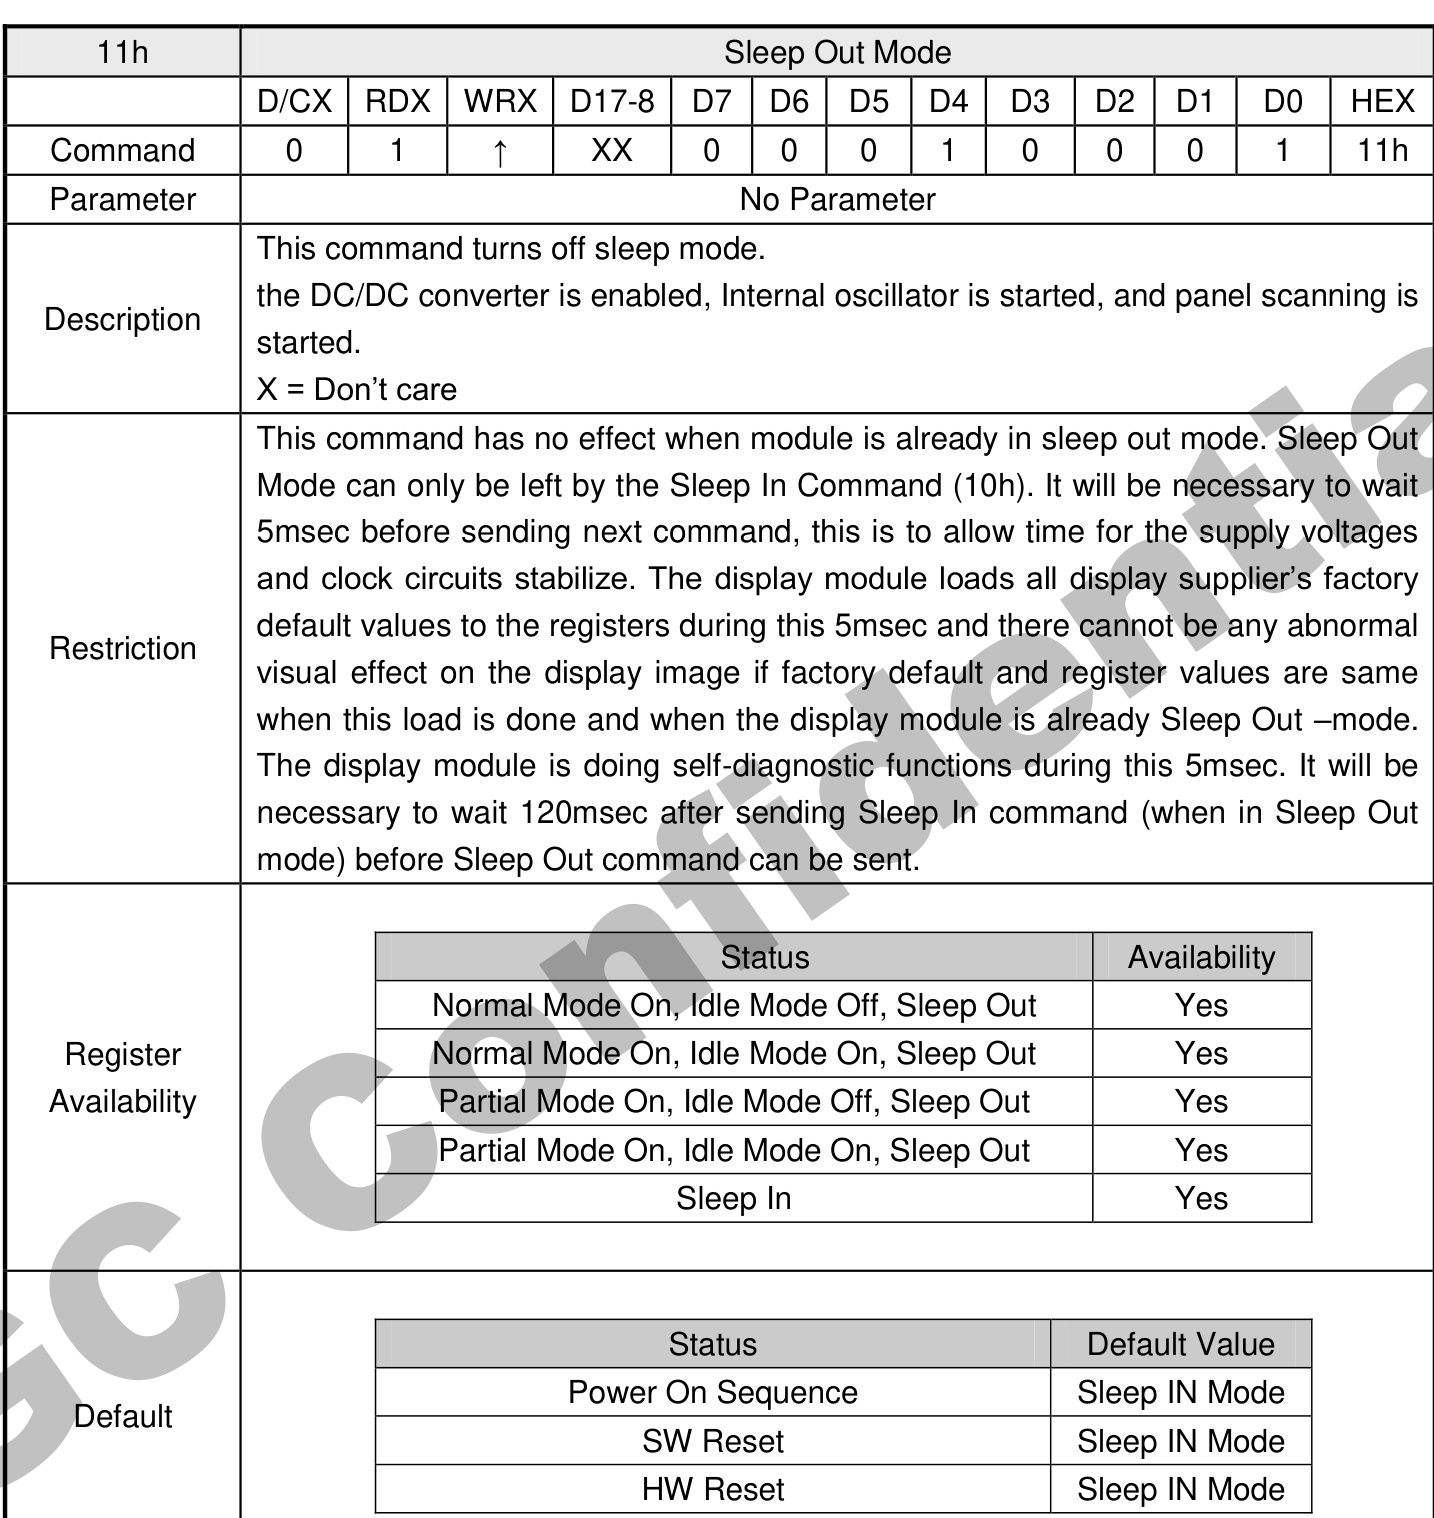 11h Sleep Out Mode
D/CX RDX WRX D17-8 D7 D6 D5 D4 D3 D2 D1 D0 HEX
Command 0 1 ↑ XX 0 0 0 1 0 0 0 1 11h
Parameter No Parameter
Description
This command turns off sleep mode.
the DC/DC converter is enabled, Internal oscillator is started, and panel scanning is
started.
X = Don’t care
Restriction
This command has no effect when module is already in sleep out mode. Sleep Out
Mode can only be left by the Sleep In Command (10h). It will be necessary to wait
5msec before sending next command, this is to allow time for the supply voltages
and clock circuits stabilize. The display module loads all display supplier’s factory
default values to the registers during this 5msec and there cannot be any abnormal
visual effect on the display image if factory default and register values are same
when this load is done and when the display module is already Sleep Out –mode.
The display module is doing self-diagnostic functions during this 5msec. It will be
necessary to wait 120msec after sending Sleep In command (when in Sleep Out
mode) before Sleep Out command can be sent.
Register
Availability
Status Availability
Normal Mode On, Idle Mode Off, Sleep Out Yes
Normal Mode On, Idle Mode On, Sleep Out Yes
Partial Mode On, Idle Mode Off, Sleep Out Yes
Partial Mode On, Idle Mode On, Sleep Out Yes
Sleep In Yes
Default
Status Default Value
Power On Sequence Sleep IN Mode
SW Reset Sleep IN Mode
HW Reset Sleep IN Mode
GC Confidentia